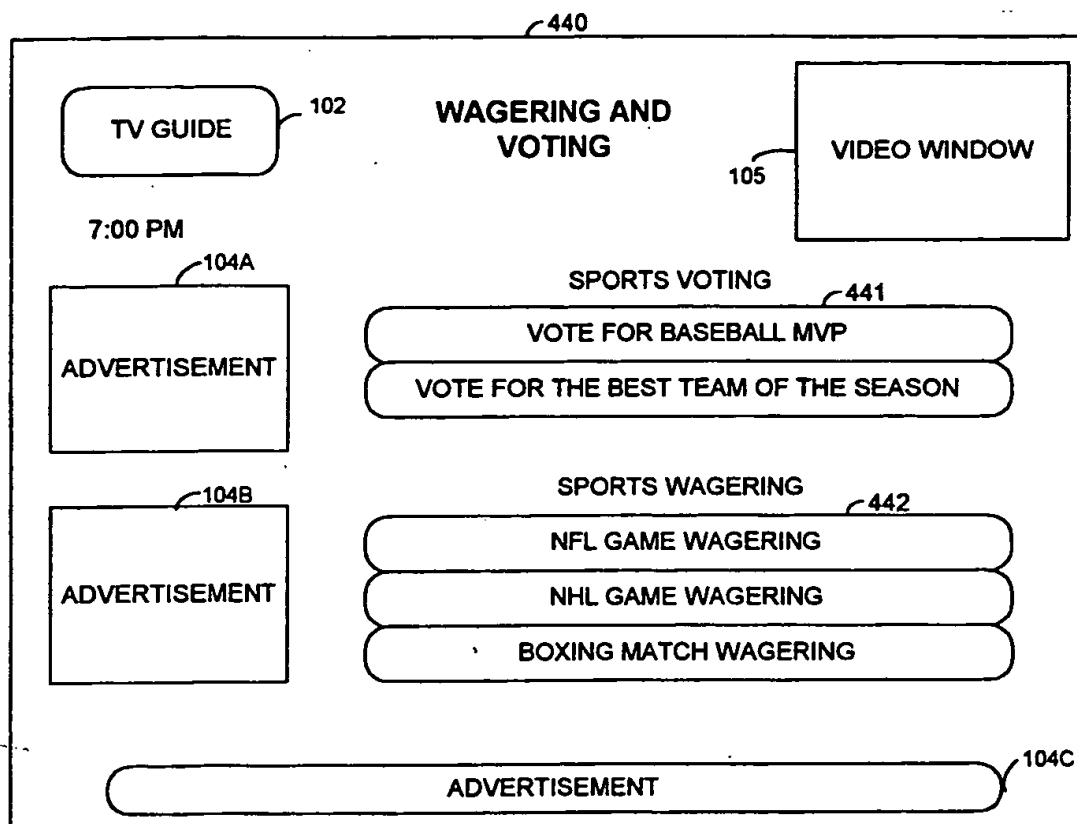 440
TV GUIDE
102
WAGERING AND
VOTING
VIDEO WINDOW
105
7:00 PM
104A
ADVERTISEMENT
SPORTS VOTING
441
VOTE FOR BASEBALL MVP
VOTE FOR THE BEST TEAM OF THE SEASON
104B
ADVERTISEMENT
SPORTS WAGERING
442
NFL GAME WAGERING
NHL GAME WAGERING
BOXING MATCH WAGERING
ADVERTISEMENT
104C